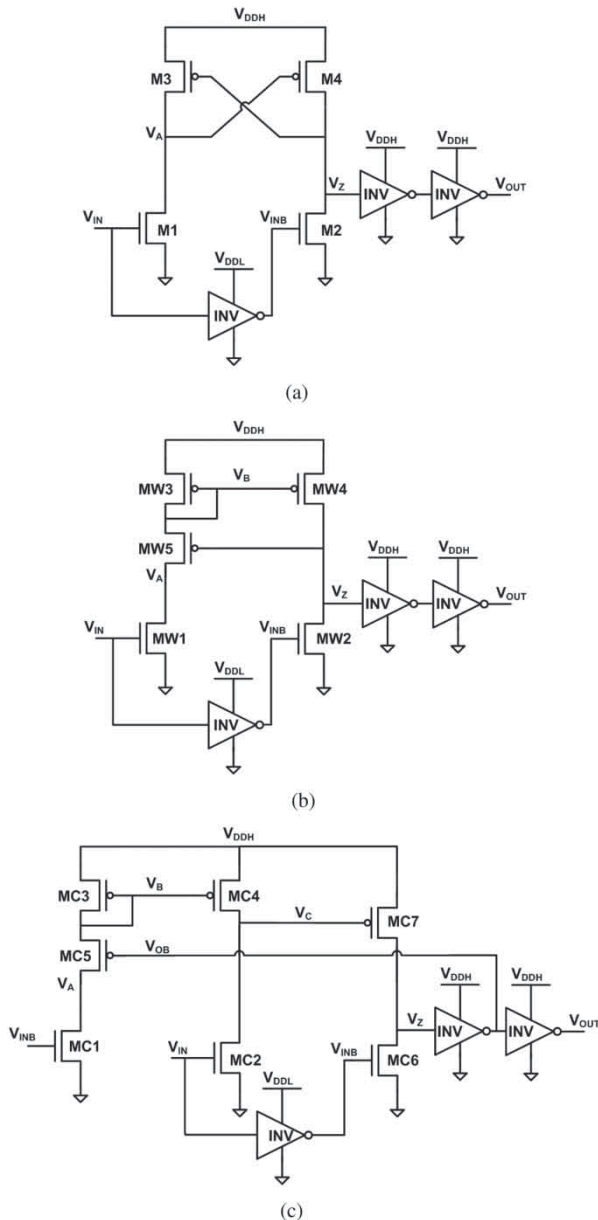 VDDH
M3 M4
VA
VDDH VDDH
VZ
INV INV VOUT
VIN VINB
M1 M2
VDDL
INV
(a)
VDDH
MW3 VB MW4
MW5
VA
VDDH VDDH
VZ
INV INV VOUT
VIN VINB
MW1 MW2
VDDL
INV
(b)
VDDH
MC3 VB MC4
VC MC7
MC5 VOB
VA
VDDH VDDH
VZ
INV INV VOUT
VINB VIN VINB
MC1 MC2 MC6
VDDL
INV
(c)